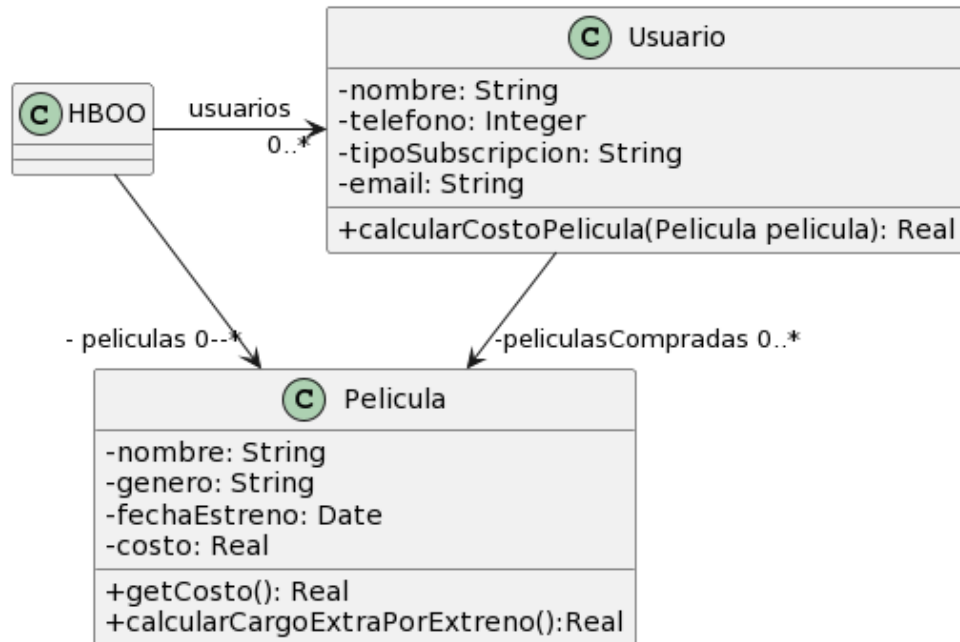 C Usuario
-nombre: String
-telefono: Integer
-tipoSubscripcion: String
-email: String
+calcularCostoPelicula(Pelicula pelicula): Real
C HBOO
usuarios
0..*
- peliculas 0--*
-peliculasCompradas 0..*
C Pelicula
-nombre: String
-genero: String
-fechaEstreno: Date
-costo: Real
+getCosto(): Real
+calcularCargoExtraPorExtreno():Real